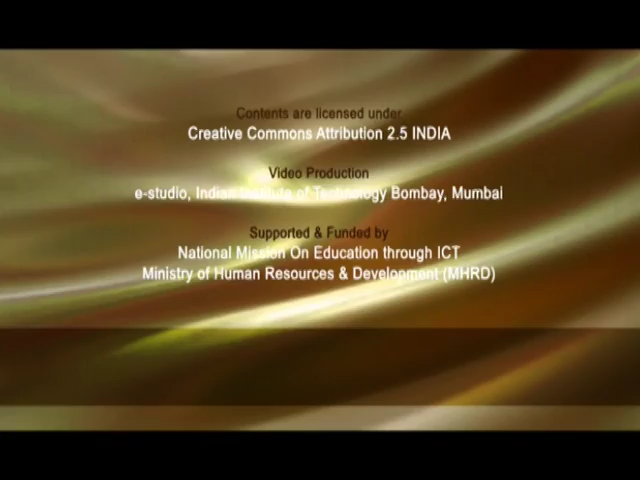 Contents are licensed under
Creative Commons Attribution 2.5 INDIA
Video Production
e-studio, Indian Institute of Technology Bombay, Mumbai
Supported & Funded by
National Mission On Education through ICT
Ministry of Human Resources & Development (MHRD)